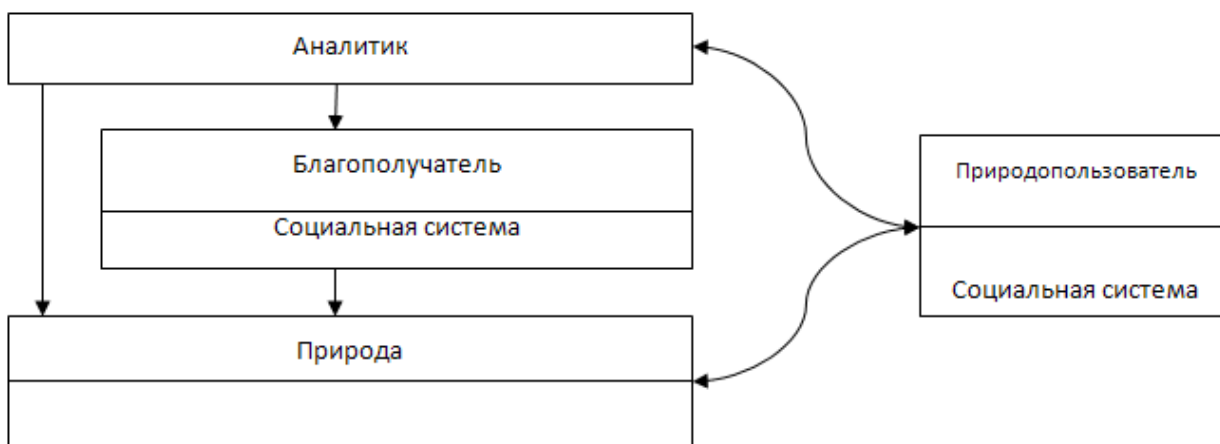 Аналитик
Благополучатель
Социальная система
Природа
Природопользователь
Социальная система